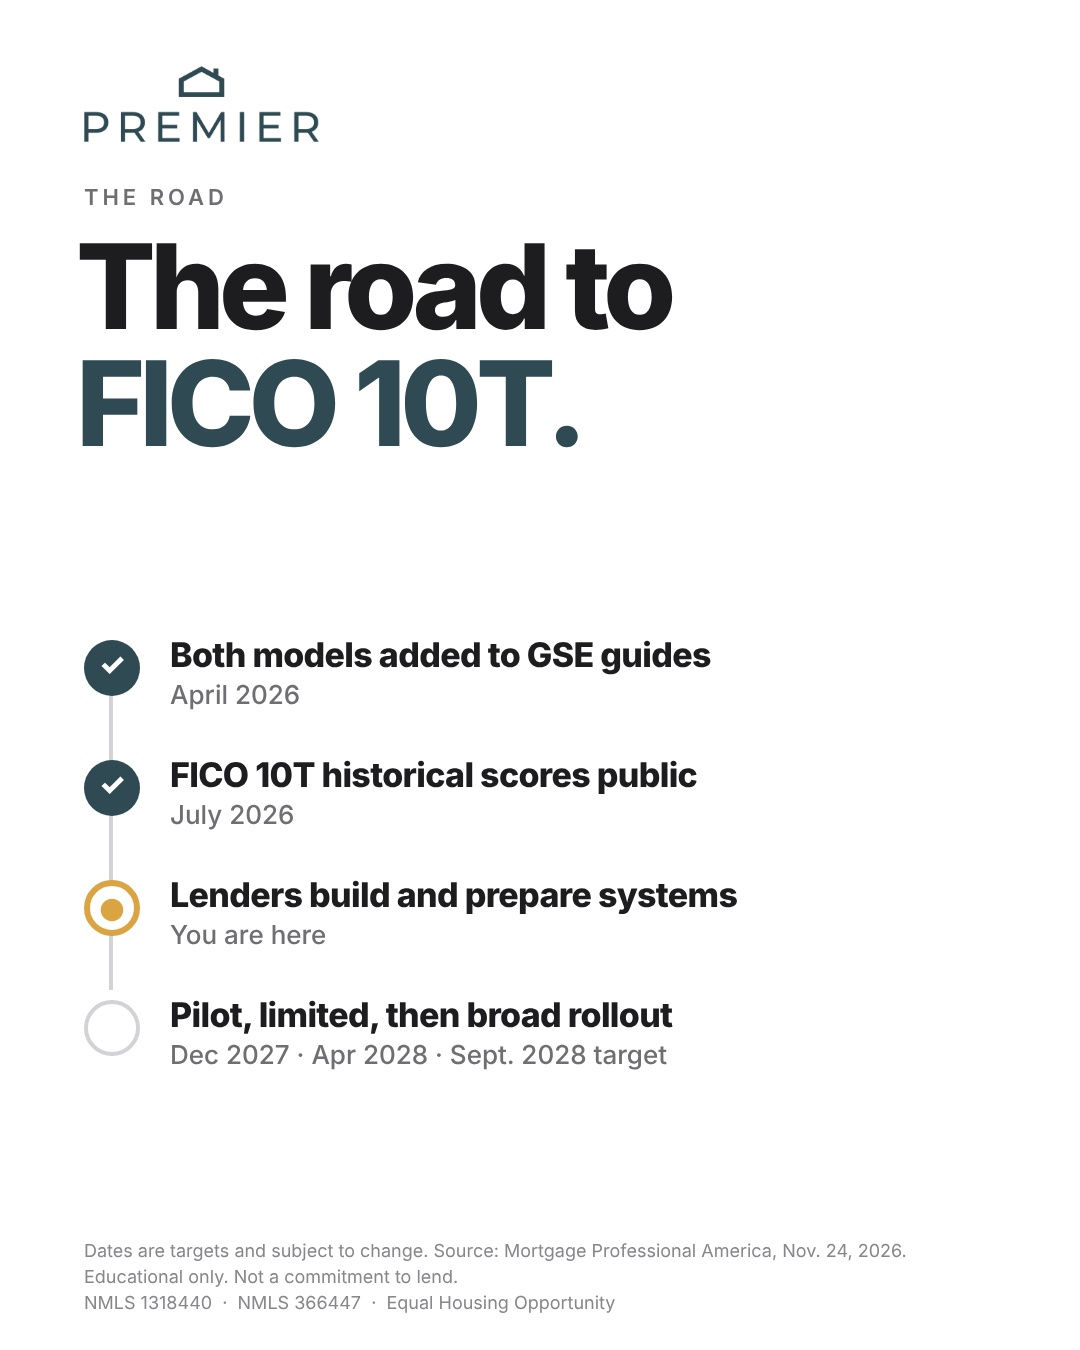 PREMIER
THE ROAD
The road to
FICO 10T.
Both models added to GSE guides
April 2026
FICO 10T historical scores public
July 2026
Lenders build and prepare systems
You are here
Pilot, limited, then broad rollout
Dec 2027 · Apr 2028 · Sept. 2028 target
Dates are targets and subject to change. Source: Mortgage Professional America, Nov. 24, 2026.
Educational only. Not a commitment to lend.
NMLS 1318440 · NMLS 366447 · Equal Housing Opportunity